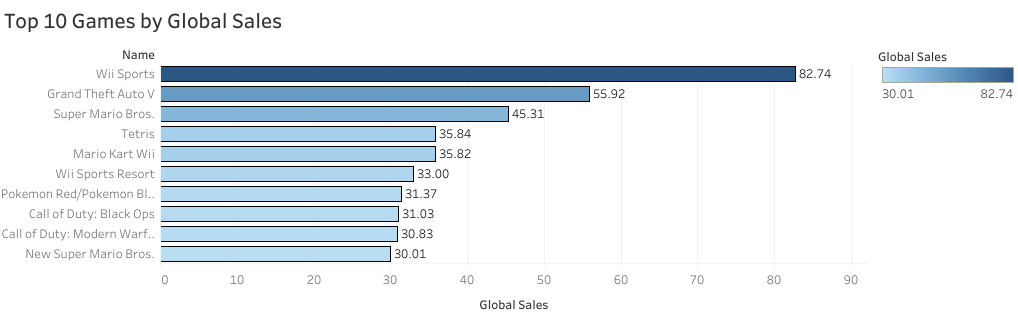 Top 10 Games by Global Sales
Name
Global Sales
30.01 82.74
Wii Sports 82.74
Grand Theft Auto V 55.92
Super Mario Bros. 45.31
Tetris 35.84
Mario Kart Wii 35.82
Wii Sports Resort 33.00
Pokemon Red/Pokemon Bl.. 31.37
Call of Duty: Black Ops 31.03
Call of Duty: Modern Warf.. 30.83
New Super Mario Bros. 30.01
0 10 20 30 40 50 60 70 80 90
Global Sales